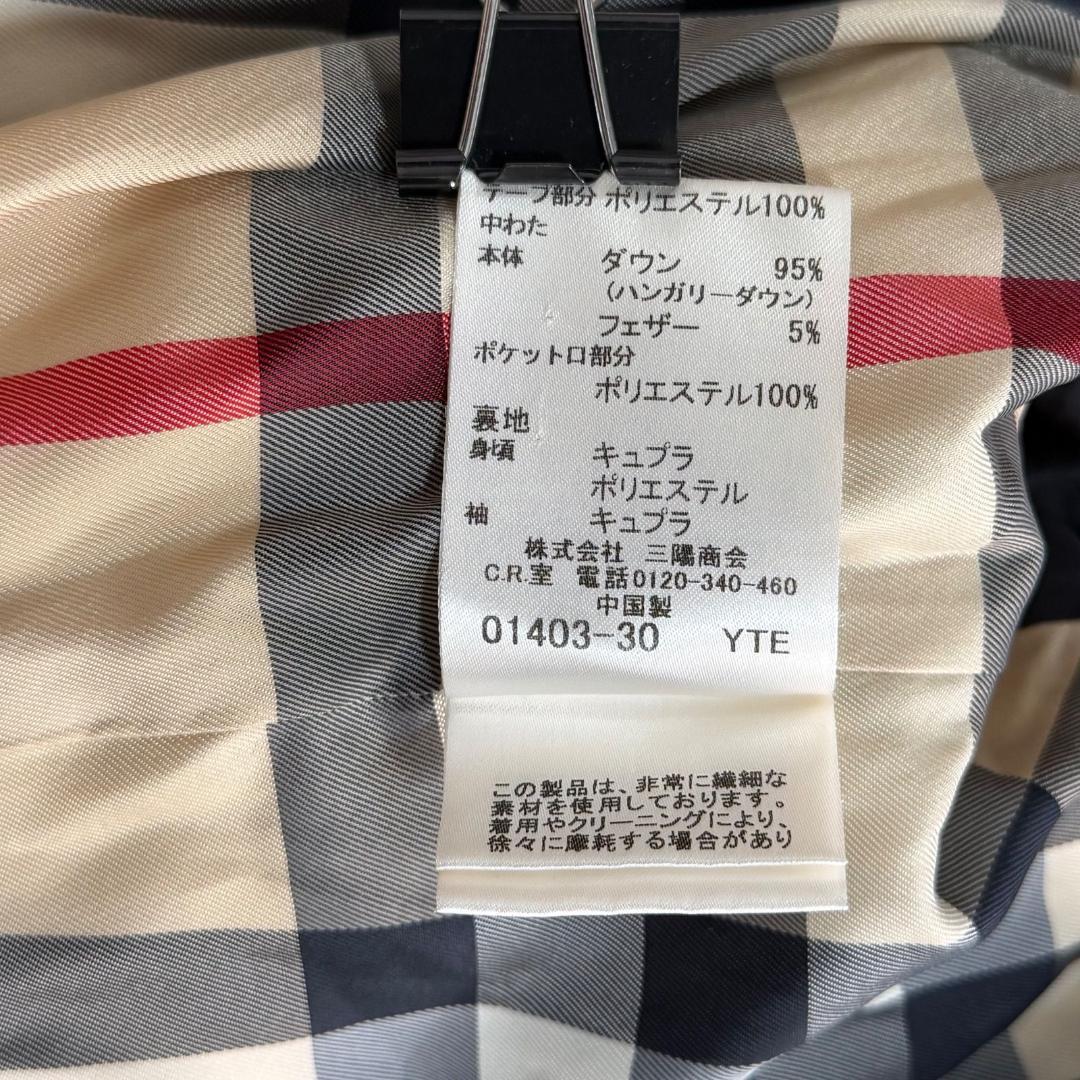 テープ部分 ポリエステル100%
中わた
本体 ダウン 95%
(ハンガリーダウン)
フェザー 5%
ポケット口部分
ポリエステル100%
裏地
身頃 キュプラ
ポリエステル
袖 キュプラ
株式会社 三陽商会
C.R.室 電話0120-340-460
中国製
01403-30 YTE
この製品は、非常に繊細な
素材を使用しております。
着用やクリーニングにより、
徐々に摩耗する場合があり